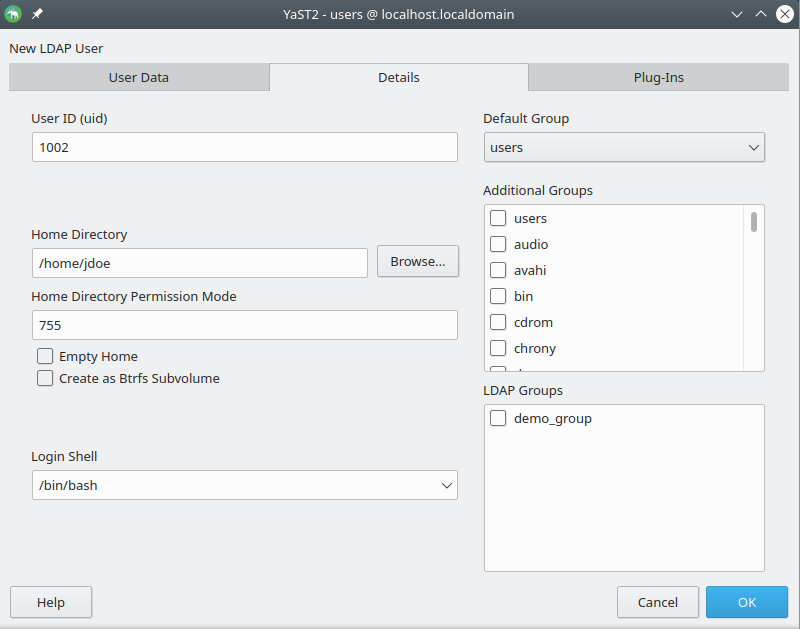 YaST2 - users @ localhost.localdomain
New LDAP User
User Data
Details
Plug-Ins
User ID (uid)
1002
Home Directory
/home/jdoe
Browse...
Home Directory Permission Mode
755
Empty Home
Create as Btrfs Subvolume
Login Shell
/bin/bash
Default Group
users
Additional Groups
users
audio
avahi
bin
cdrom
chrony
LDAP Groups
demo_group
Help
Cancel
OK